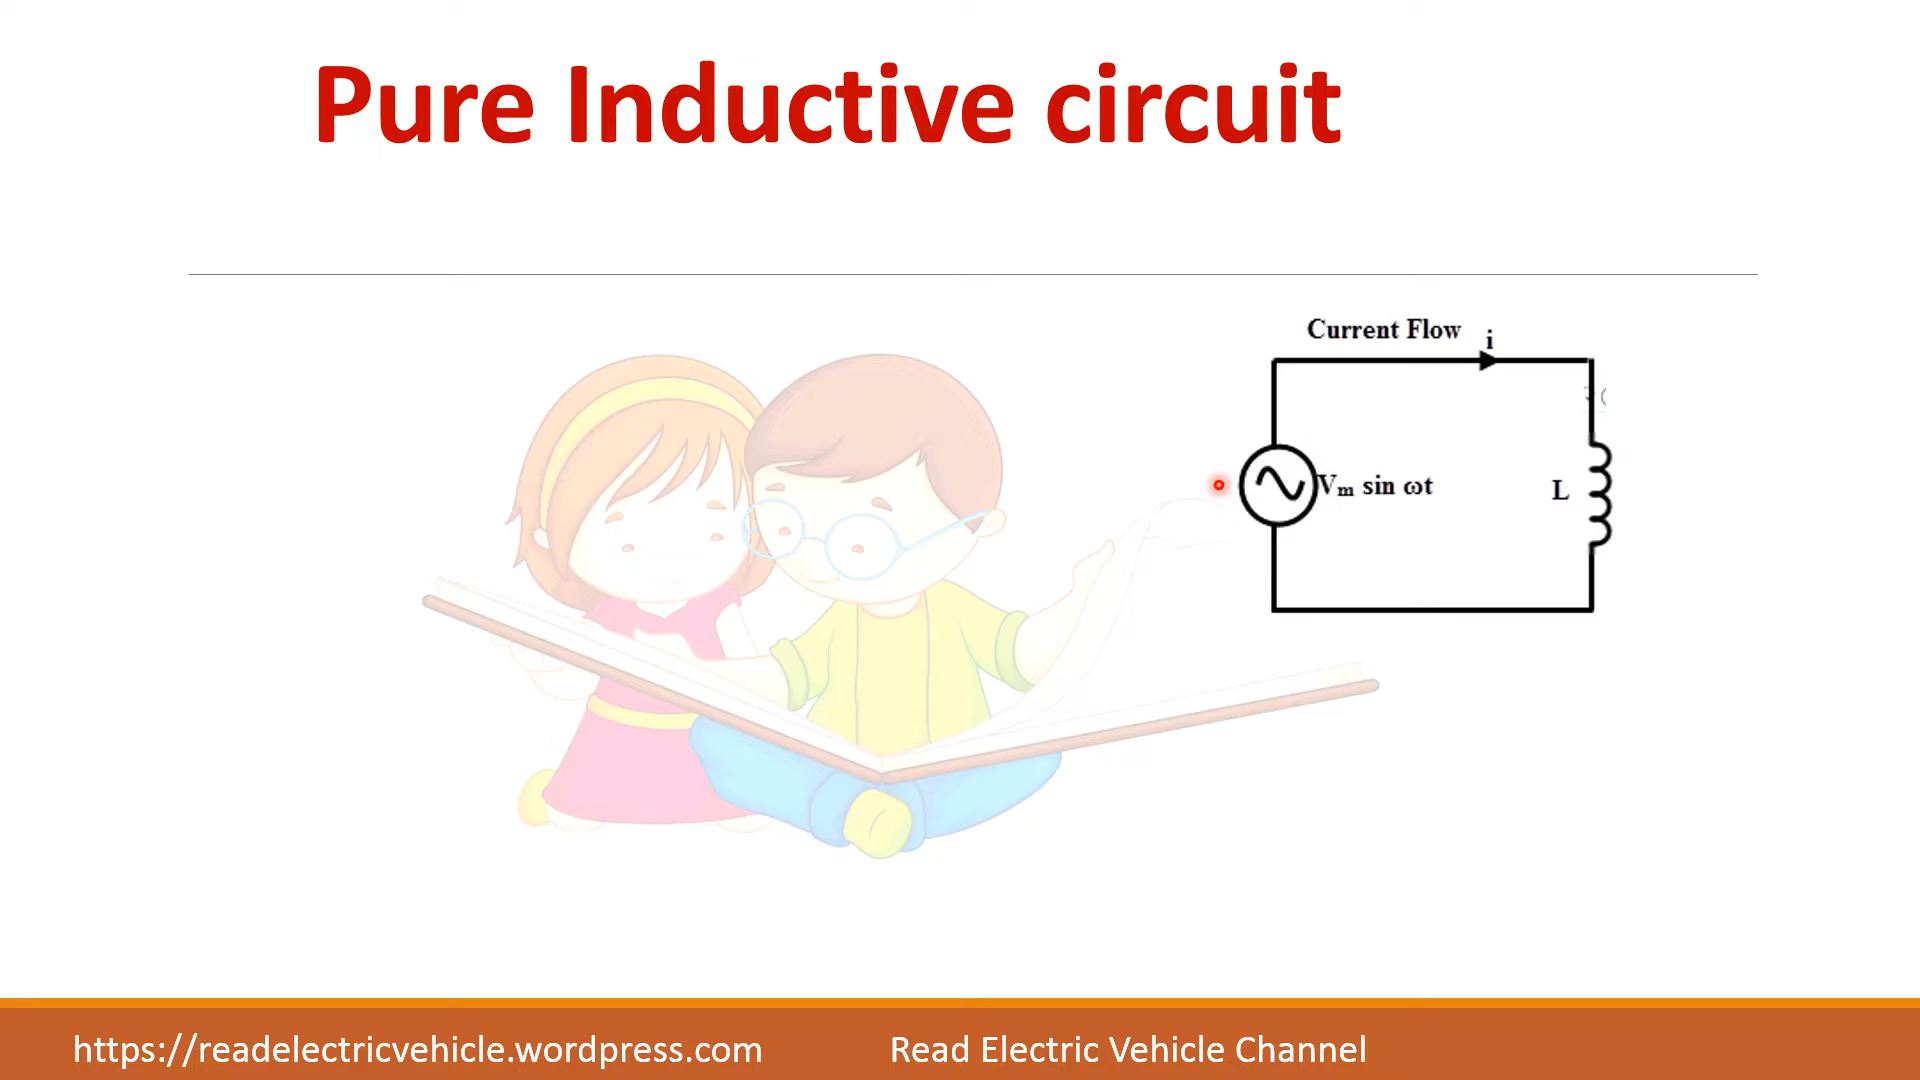 Pure Inductive circuit
Current Flow
i
Vₘ sin ωt
L
https://readelectricvehicle.wordpress.com
Read Electric Vehicle Channel